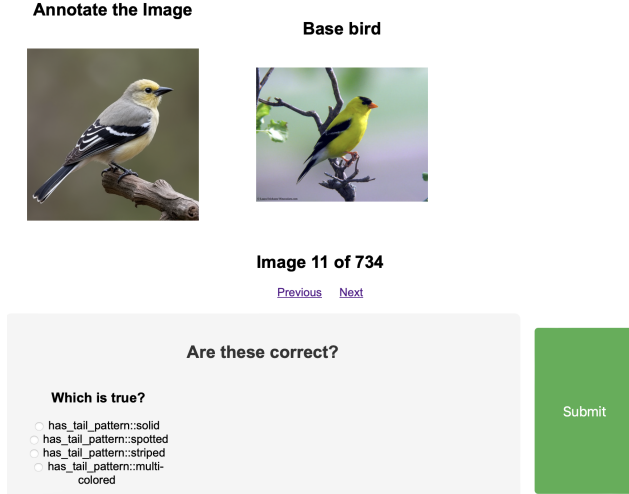 Annotate the Image
Base bird
Image 11 of 734
Previous Next
Are these correct?
Which is true?
has_tail_pattern::solid
has_tail_pattern::spotted
has_tail_pattern::striped
has_tail_pattern::multi-
colored
Submit